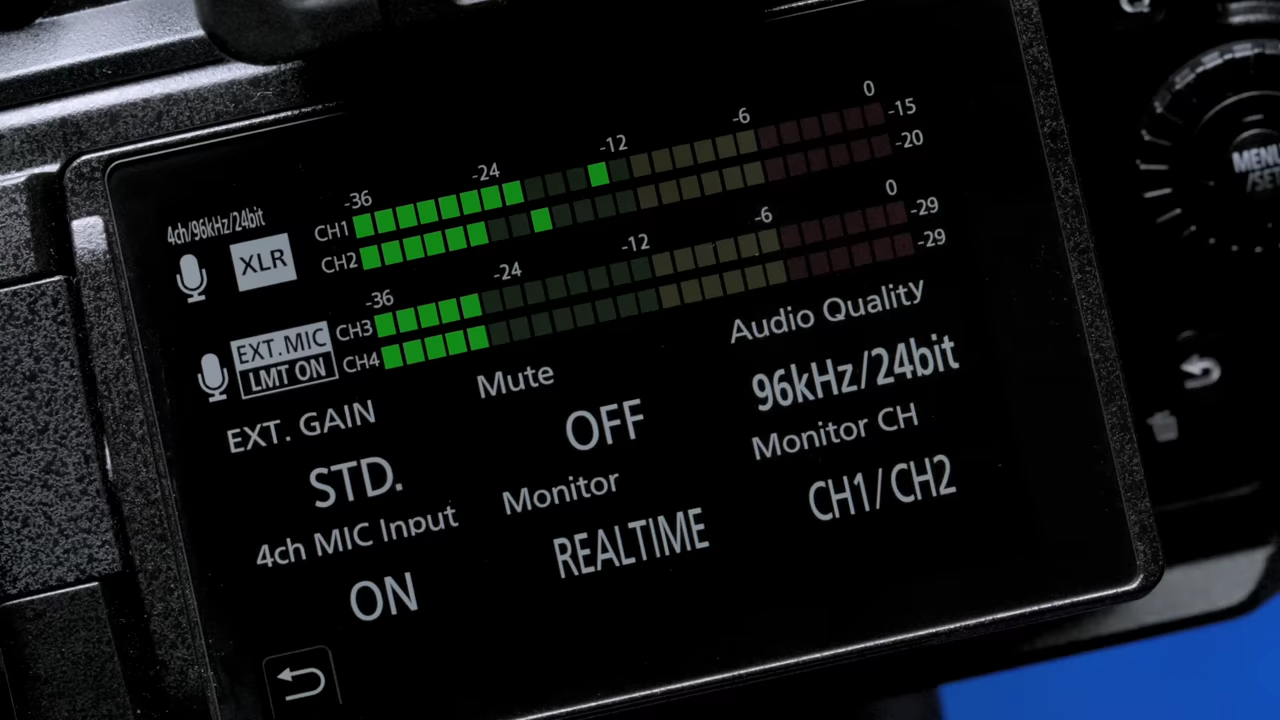 4ch/96kHz/24bit
XLR
-36 -24 -12 -6 0
CH1 -15
CH2 -20
EXT.MIC
LMT ON
-36 -24 -12 -6 0
CH3 -29
CH4 -29
EXT. GAIN
STD.
Mute
OFF
Audio Quality
96kHz/24bit
4ch MIC Input
ON
Monitor
REALTIME
Monitor CH
CH1/CH2
MENU
/SET